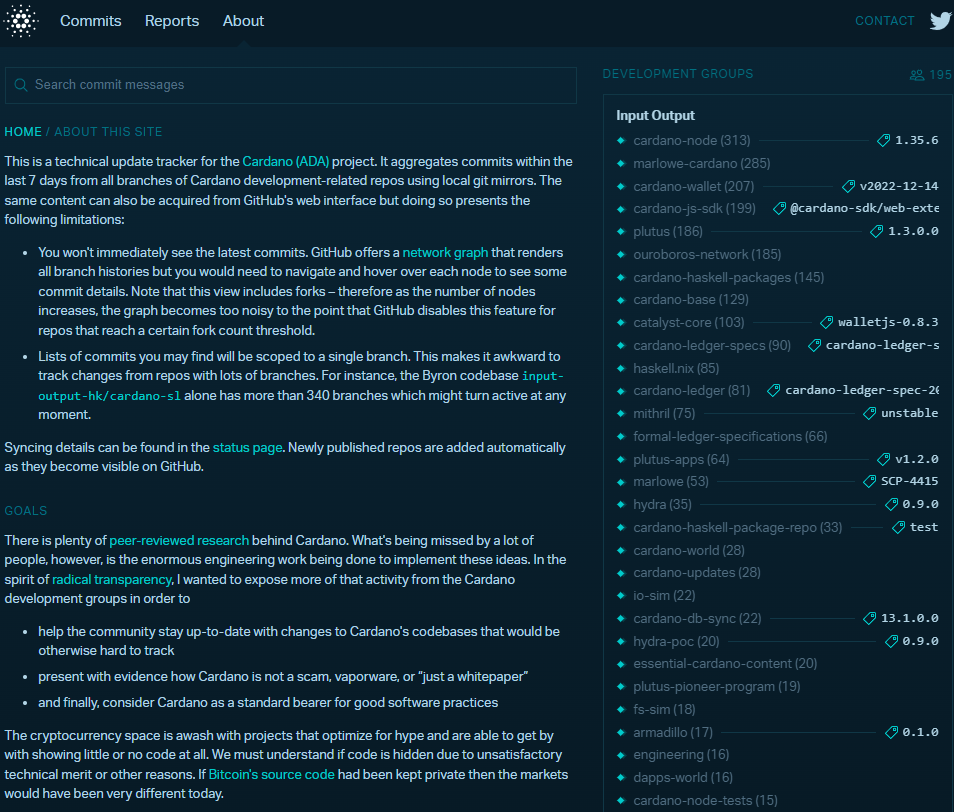 Commits Reports About
CONTACT
Search commit messages
HOME / ABOUT THIS SITE
This is a technical update tracker for the Cardano (ADA) project. It aggregates commits within the
last 7 days from all branches of Cardano development-related repos using local git mirrors. The
same content can also be acquired from GitHub's web interface but doing so presents the
following limitations:
• You won't immediately see the latest commits. GitHub offers a network graph that renders
all branch histories but you would need to navigate and hover over each node to see some
commit details. Note that this view includes forks – therefore as the number of nodes
increases, the graph becomes too noisy to the point that GitHub disables this feature for
repos that reach a certain fork count threshold.
• Lists of commits you may find will be scoped to a single branch. This makes it awkward to
track changes from repos with lots of branches. For instance, the Byron codebase input-
output-hk/cardano-sl alone has more than 340 branches which might turn active at any
moment.
Syncing details can be found in the status page. Newly published repos are added automatically
as they become visible on GitHub.
GOALS
There is plenty of peer-reviewed research behind Cardano. What's being missed by a lot of
people, however, is the enormous engineering work being done to implement these ideas. In the
spirit of radical transparency, I wanted to expose more of that activity from the Cardano
development groups in order to
• help the community stay up-to-date with changes to Cardano's codebases that would be
otherwise hard to track
• present with evidence how Cardano is not a scam, vaporware, or "just a whitepaper"
• and finally, consider Cardano as a standard bearer for good software practices
The cryptocurrency space is awash with projects that optimize for hype and are able to get by
with showing little or no code at all. We must understand if code is hidden due to unsatisfactory
technical merit or other reasons. If Bitcoin's source code had been kept private then the markets
would have been very different today.
DEVELOPMENT GROUPS 195
Input Output
cardano-node (313) 1.35.6
marlowe-cardano (285)
cardano-wallet (207) v2022-12-14
cardano-js-sdk (199) @cardano-sdk/web-exte
plutus (186) 1.3.0.0
ouroboros-network (185)
cardano-haskell-packages (145)
cardano-base (129)
catalyst-core (103) walletjs-0.8.3
cardano-ledger-specs (90) cardano-ledger-s
haskell.nix (85)
cardano-ledger (81) cardano-ledger-spec-20
mithril (75) unstable
formal-ledger-specifications (66)
plutus-apps (64) v1.2.0
marlowe (53) SCP-4415
hydra (35) 0.9.0
cardano-haskell-package-repo (33) test
cardano-world (28)
cardano-updates (28)
io-sim (22)
cardano-db-sync (22) 13.1.0.0
hydra-poc (20) 0.9.0
essential-cardano-content (20)
plutus-pioneer-program (19)
fs-sim (18)
armadillo (17) 0.1.0
engineering (16)
dapps-world (16)
cardano-node-tests (15)